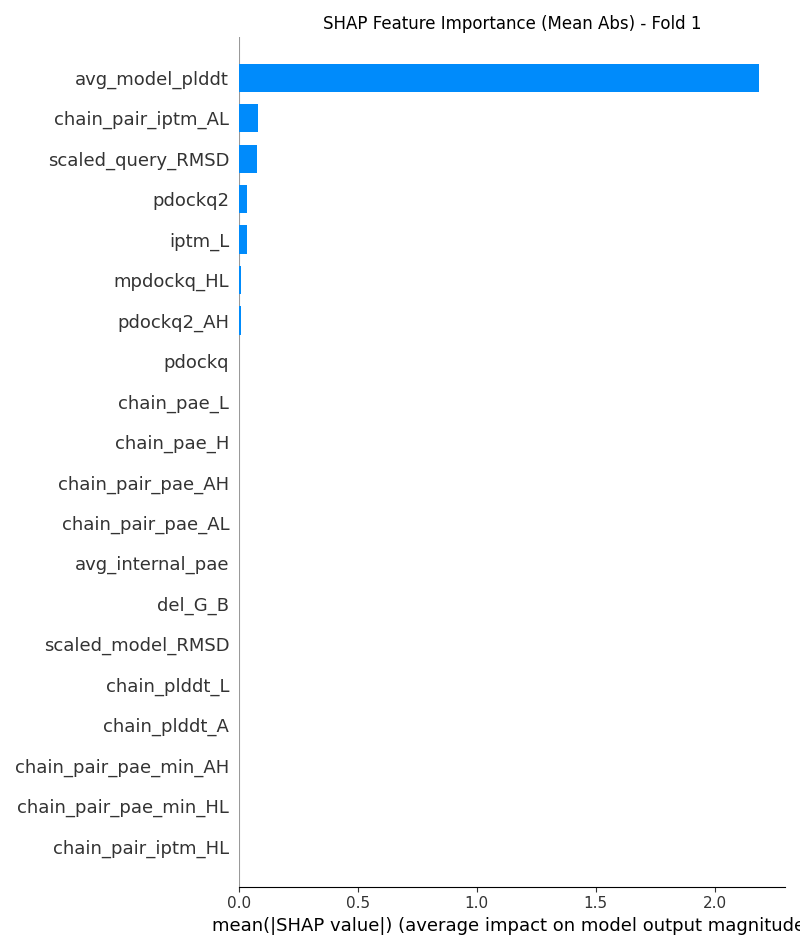 SHAP Feature Importance (Mean Abs) - Fold 1
avg_model_plddt
chain_pair_iptm_AL
scaled_query_RMSD
pdockq2
iptm_L
mpdockq_HL
pdockq2_AH
pdockq
chain_pae_L
chain_pae_H
chain_pair_pae_AH
chain_pair_pae_AL
avg_internal_pae
del_G_B
scaled_model_RMSD
chain_plddt_L
chain_plddt_A
chain_pair_pae_min_AH
chain_pair_pae_min_HL
chain_pair_iptm_HL
0.0 0.5 1.0 1.5 2.0
mean(|SHAP value|) (average impact on model output magnitude